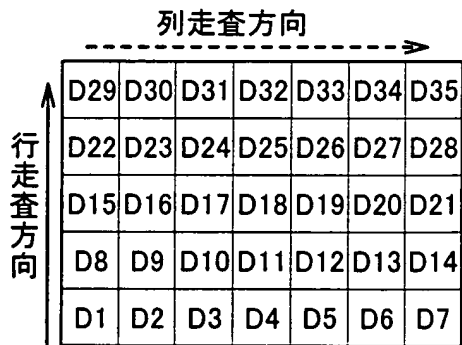 列走査方向
行走査方向
D29 D30 D31 D32 D33 D34 D35
D22 D23 D24 D25 D26 D27 D28
D15 D16 D17 D18 D19 D20 D21
D8 D9 D10 D11 D12 D13 D14
D1 D2 D3 D4 D5 D6 D7